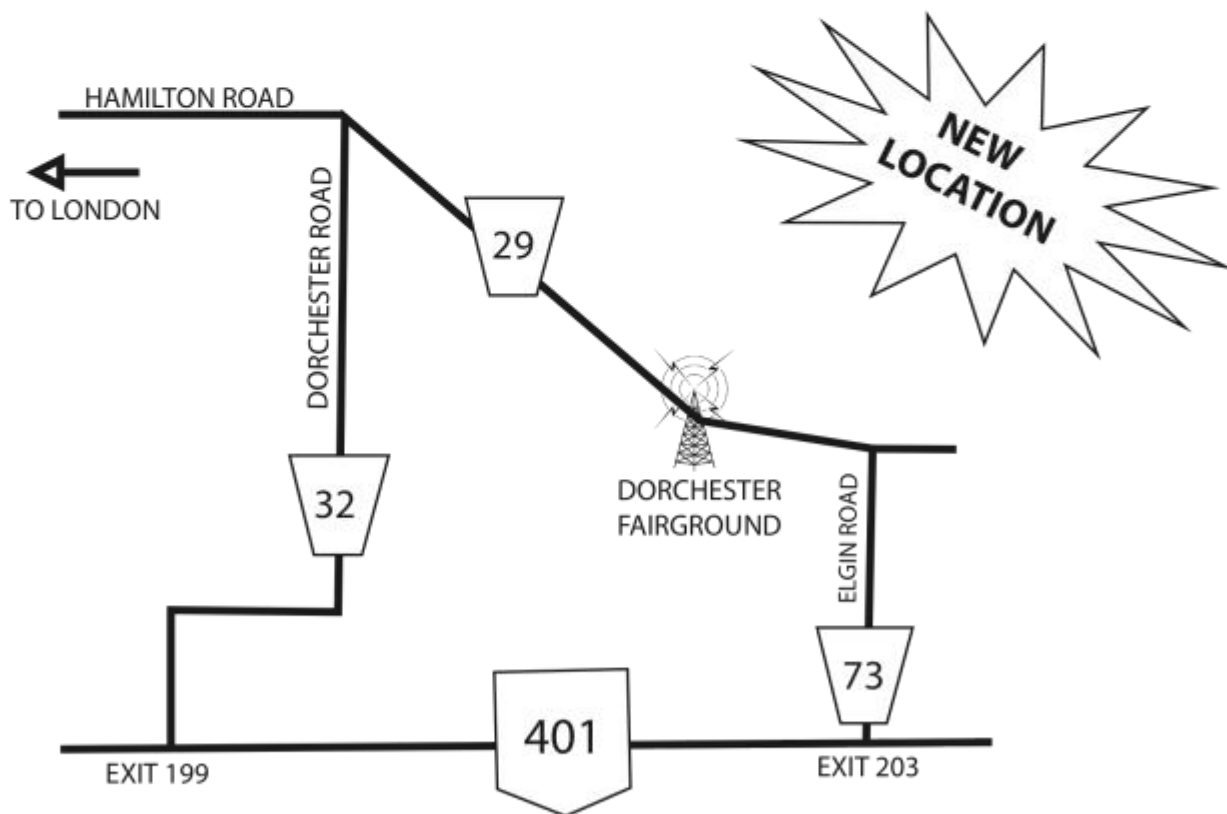 HAMILTON ROAD
TO LONDON
DORCHESTER ROAD
29
NEW
LOCATION
32
DORCHESTER
FAIRGROUND
ELGIN ROAD
73
401
EXIT 199
EXIT 203